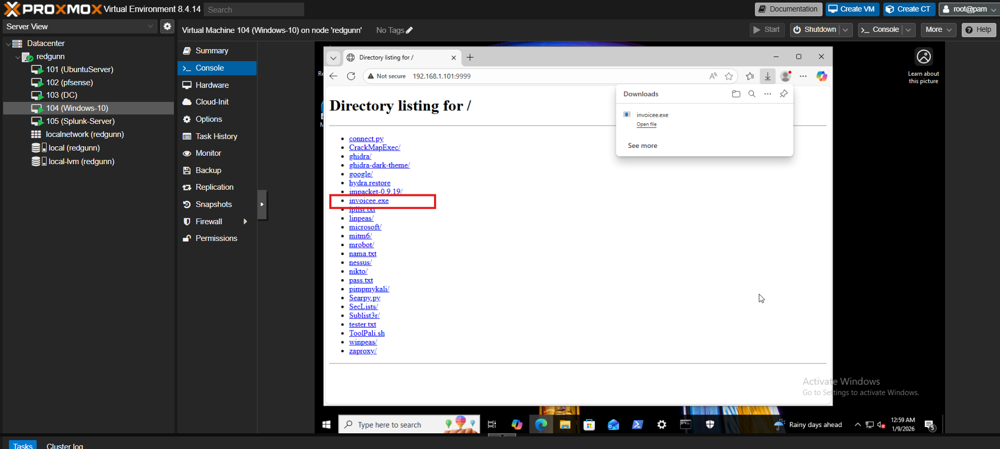 PROXMOX Virtual Environment 8.4.14 Search Documentation Create VM Create CT root@pam
Server View
Virtual Machine 104 (Windows-10) on node 'redgunn' No Tags Start Shutdown Console More Help
Datacenter
redgunn
101 (UbuntuServer)
102 (pfsense)
103 (DC)
104 (Windows-10)
105 (Splunk-Server)
localnetwork (redgunn)
local (redgunn)
local-lvm (redgunn)
Summary
Console
Hardware
Cloud-Init
Options
Task History
Monitor
Backup
Replication
Snapshots
Firewall
Permissions
Directory listing for /
Not secure 192.168.1.101:9999
Downloads
invoicee.exe
Open file
See more
Directory listing for /
connect.py
CrackMapExec/
ghidra/
ghidra-dark-theme/
google/
hydra.restore
impacket-0.9.19/
invoicee.exe
iplist.txt
linpeas/
microsoft/
mitm6/
mrobot/
nama.txt
nessus/
nikto/
pass.txt
pimpmykali/
Searpy.py
SecLists/
Sublist3r/
tester.txt
ToolPali.sh
winpeas/
zaproxy/
Learn about
this picture
Activate Windows
Go to Settings to activate Windows.
Type here to search
Rainy days ahead
12:59 AM
1/9/2026
5
Tasks Cluster log